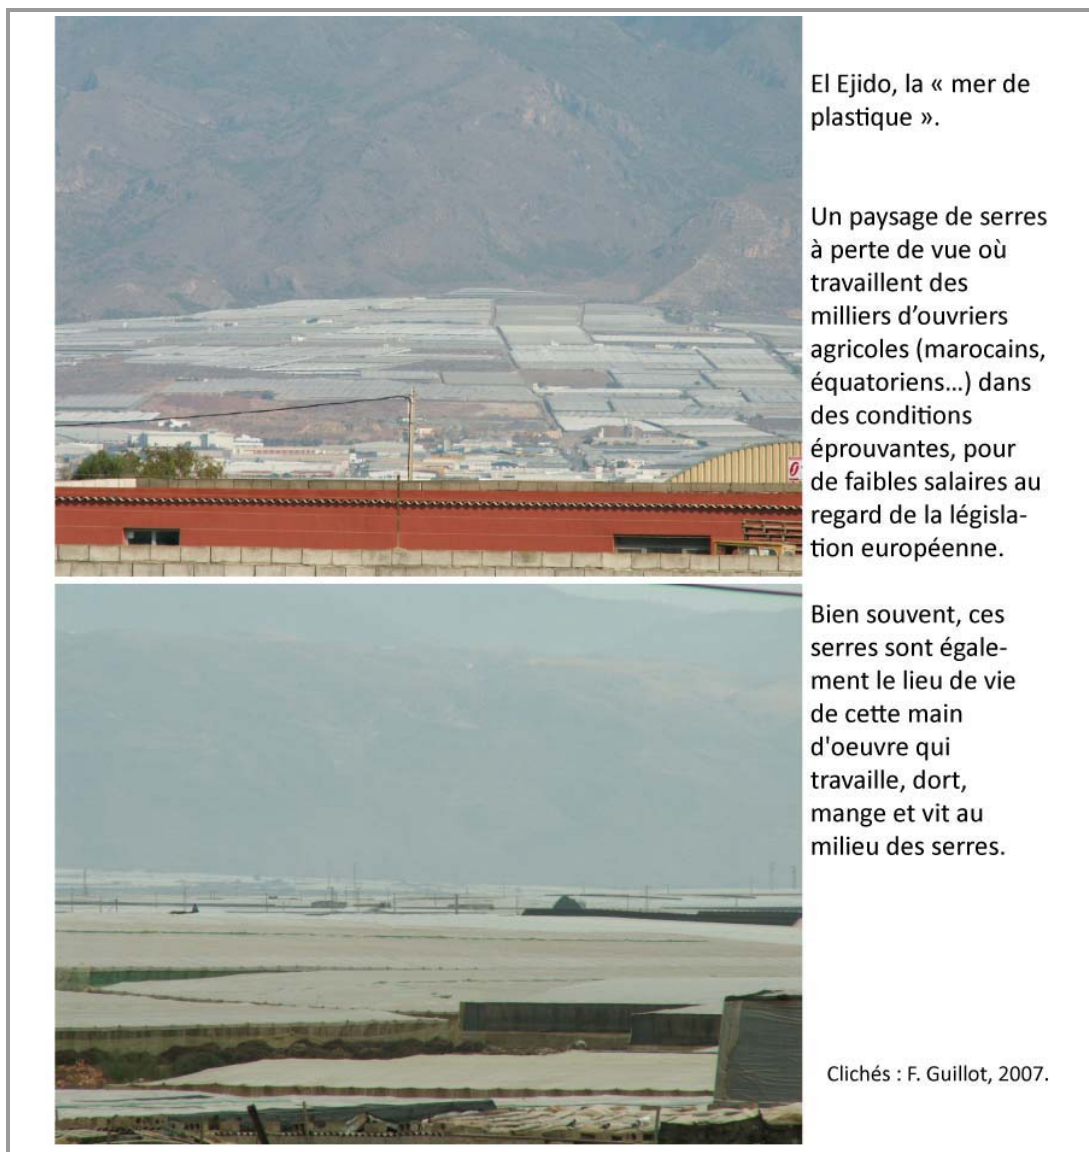 El Ejido, la « mer de
plastique ».
Un paysage de serres
à perte de vue où
travaillent des
milliers d’ouvriers
agricoles (marocains,
équatoriens...) dans
des conditions
éprouvantes, pour
de faibles salaires au
regard de la législa-
tion européenne.
Bien souvent, ces
serres sont égale-
ment le lieu de vie
de cette main
d'oeuvre qui
travaille, dort,
mange et vit au
milieu des serres.
Clichés : F. Guillot, 2007.